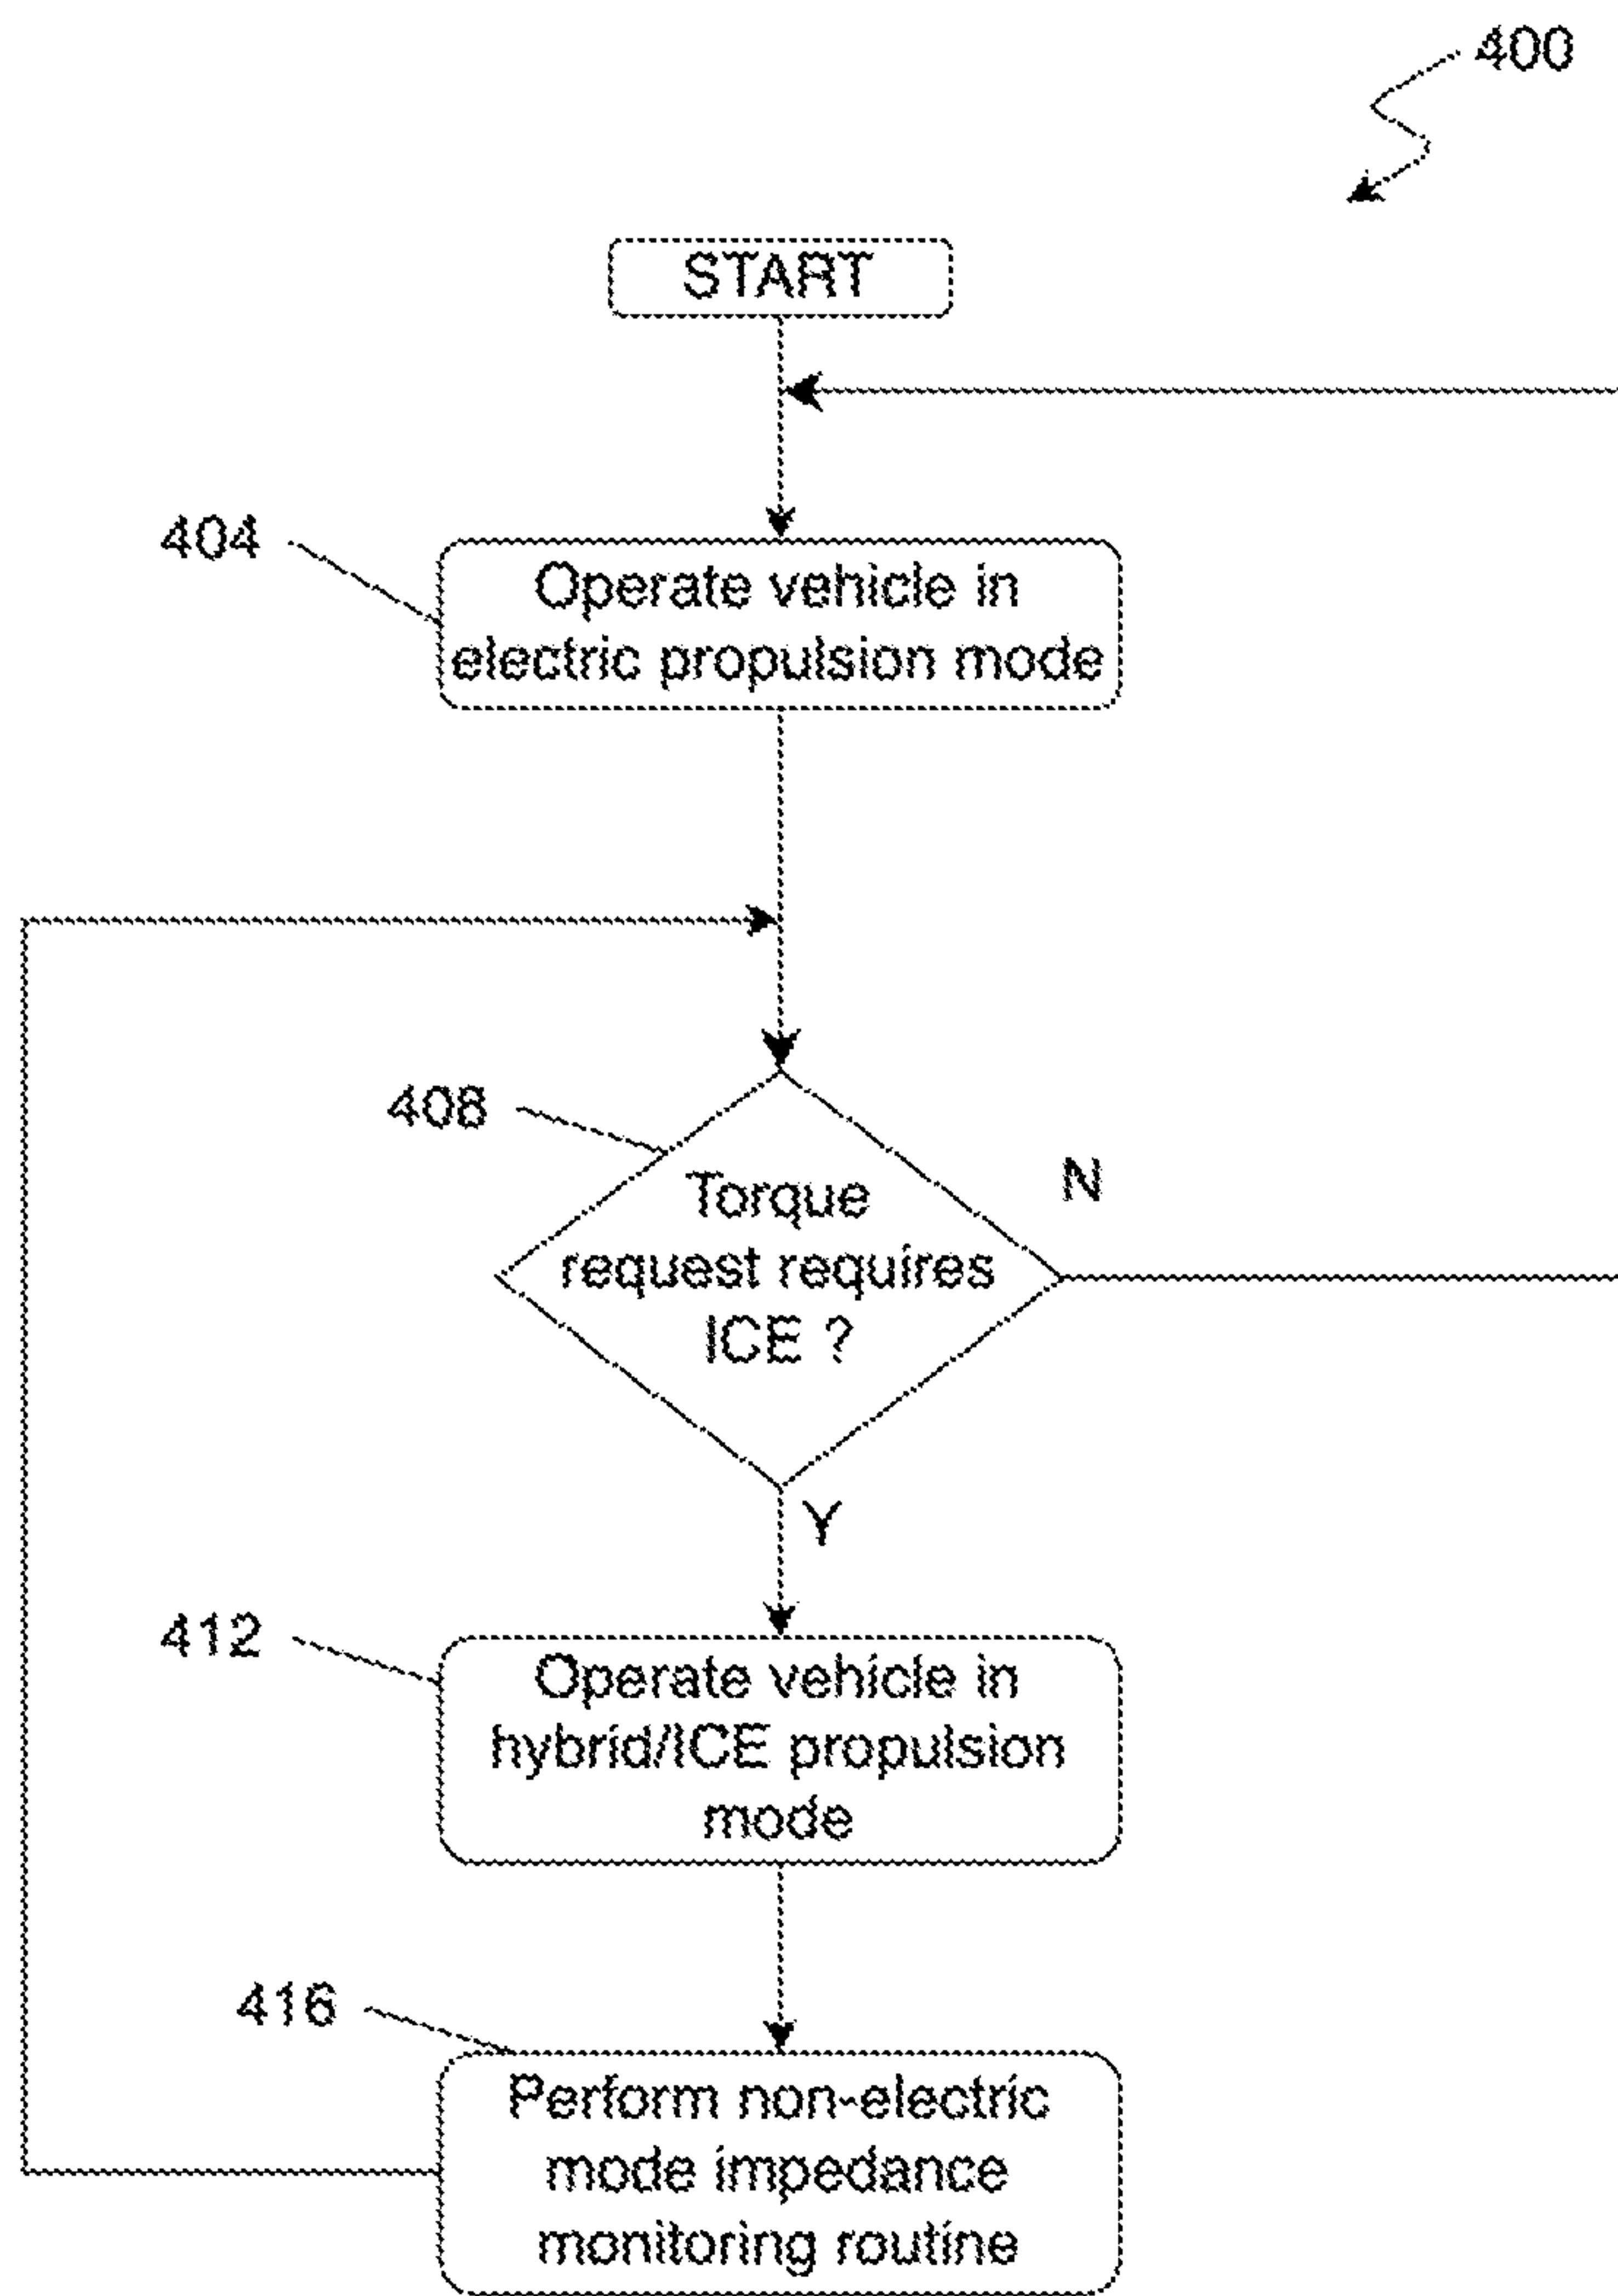 400
START
404
Operate vehicle in
electric propulsion mode
408
Torque
request requires
ICE ?
N
Y
412
Operate vehicle in
hybrid/ICE propulsion
mode
416
Perform non-electric
mode impedance
monitoring routine